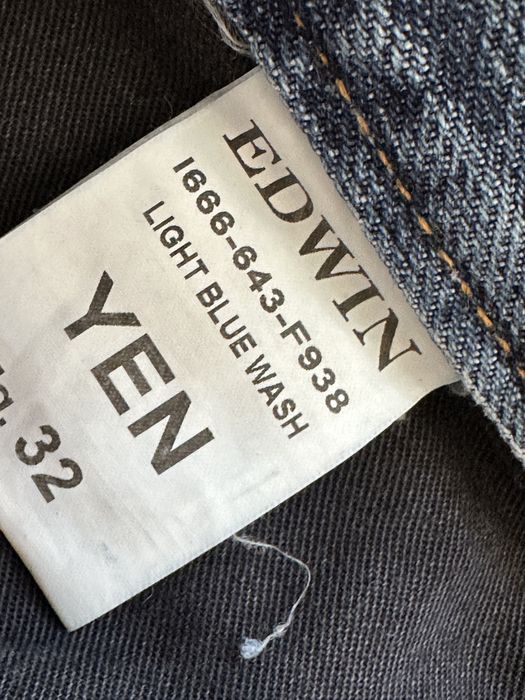 EDWIN
I666-643-F938
LIGHT BLUE WASH
YEN
32